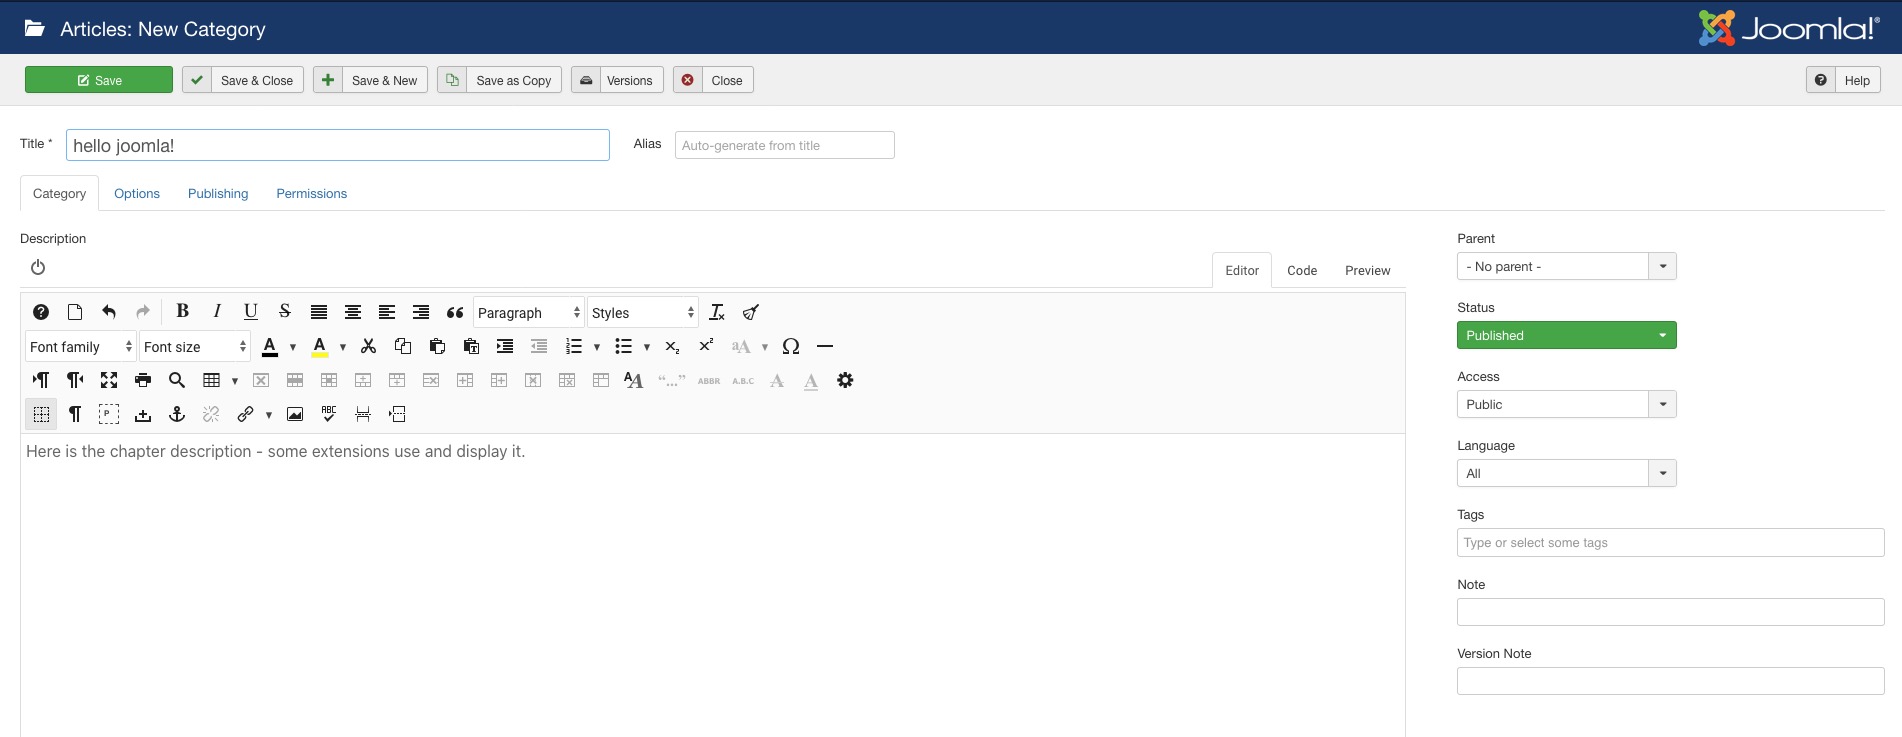 Articles: New Category
Joomla!®
Save
Save & Close
Save & New
Save as Copy
Versions
Close
Help
Title *
hello joomla!
Alias
Auto-generate from title
Category
Options
Publishing
Permissions
Description
Editor
Code
Preview
B I U S
Paragraph
Styles
Font family
Font size
ABBR
A.B.C
ABC
Here is the chapter description - some extensions use and display it.
Parent
- No parent -
Status
Published
Access
Public
Language
All
Tags
Type or select some tags
Note
Version Note